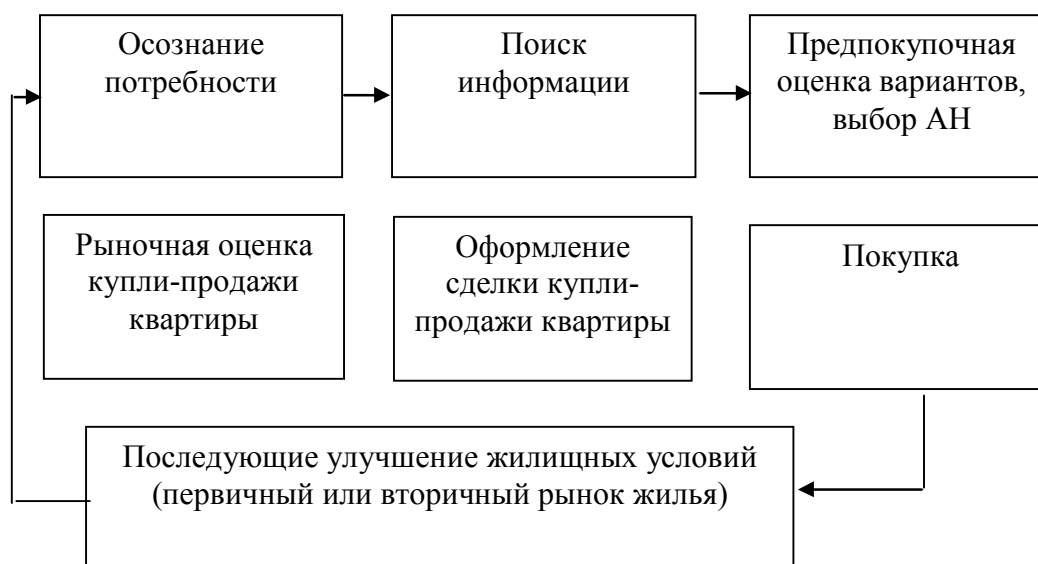 Осознание
потребности
Поиск
информации
Предпокупочная
оценка вариантов,
выбор АН
Рыночная оценка
купли-продажи
квартиры
Оформление
сделки купли-
продажи квартиры
Покупка
Последующие улучшение жилищных условий
(первичный или вторичный рынок жилья)